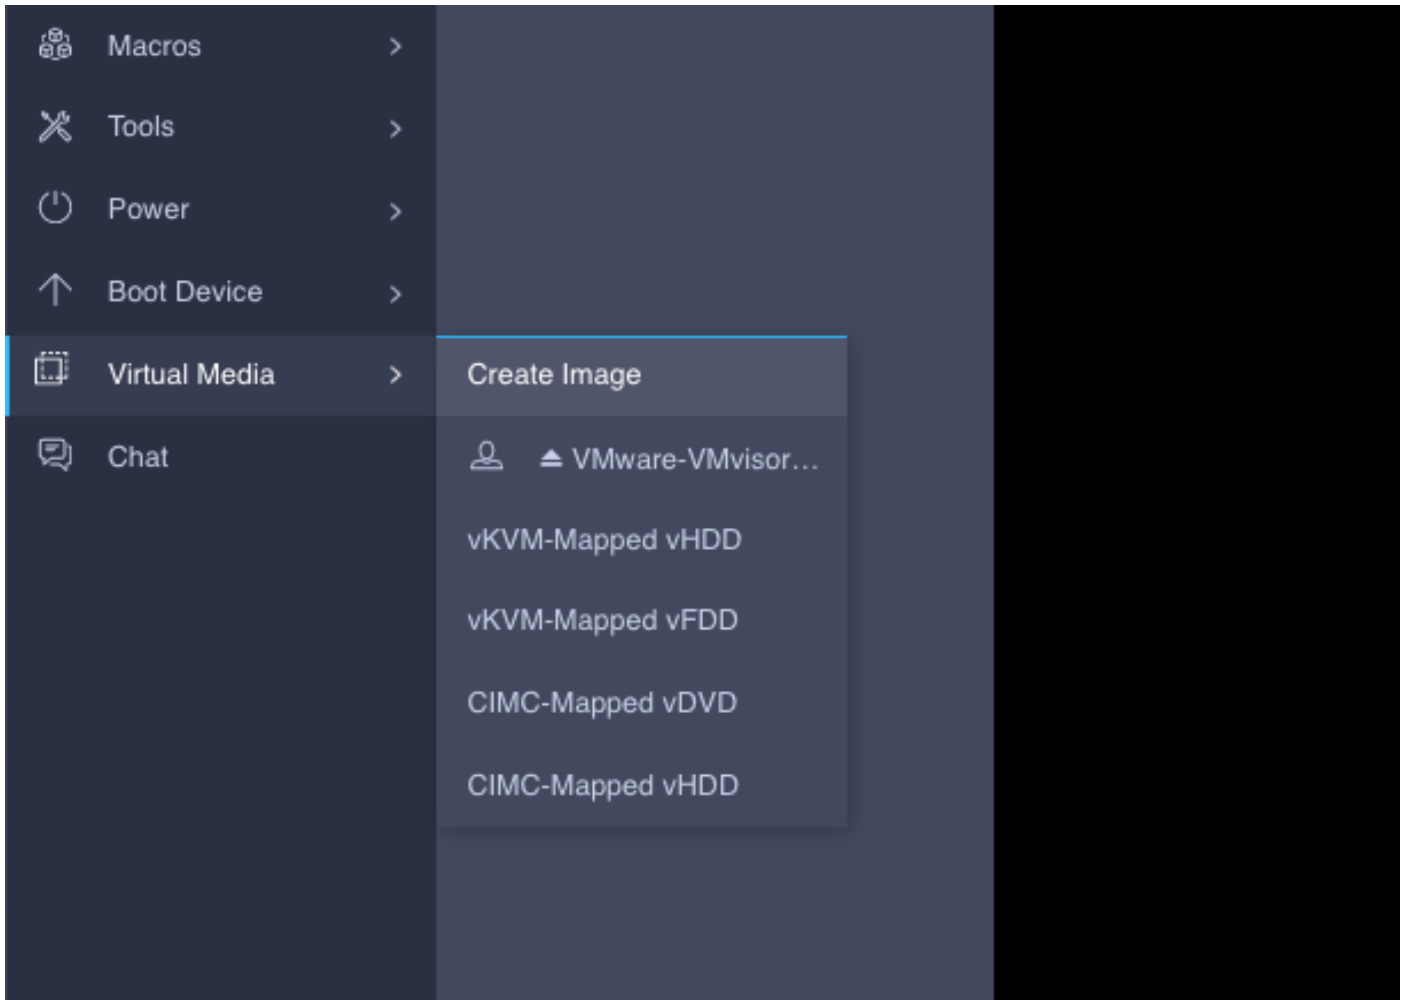 Macros
Tools
Power
Boot Device
Virtual Media
Create Image
Chat
VMware-VMvisor...
vKVM-Mapped vHDD
vKVM-Mapped vFDD
CIMC-Mapped vDVD
CIMC-Mapped vHDD